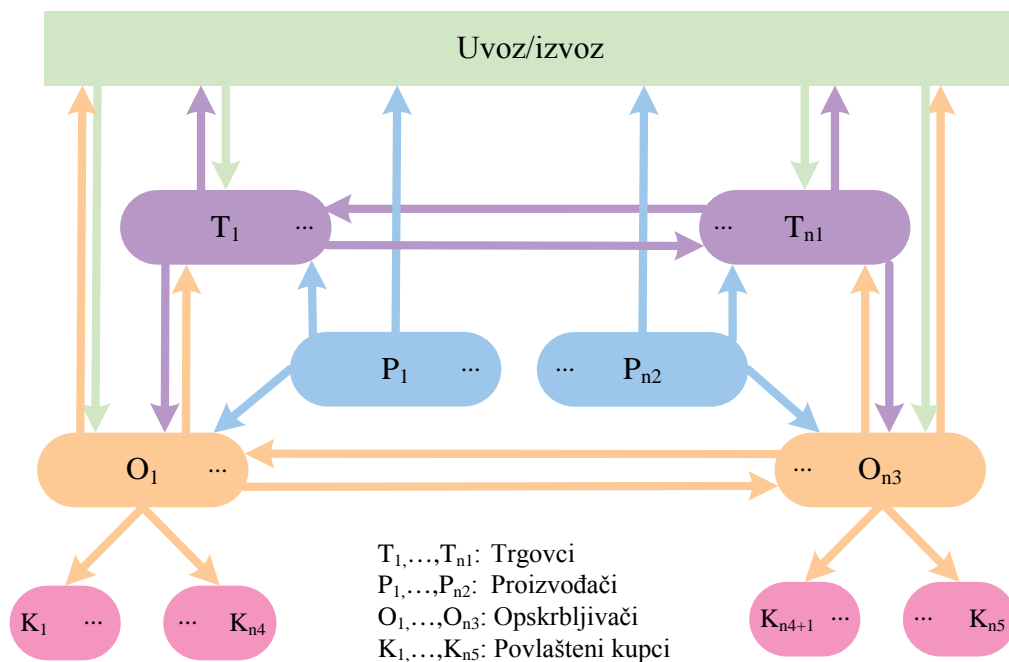 Uvoz/izvoz
T1 ...
... Tn1
P1 ...
... Pn2
O1 ...
... On3
T1,…,Tn1: Trgovci
P1,…,Pn2: Proizvođači
O1,…,On3: Opskrbljivači
K1,…,Kn5: Povlašteni kupci
K1 ...
... Kn4
Kn4+1 ...
... Kn5